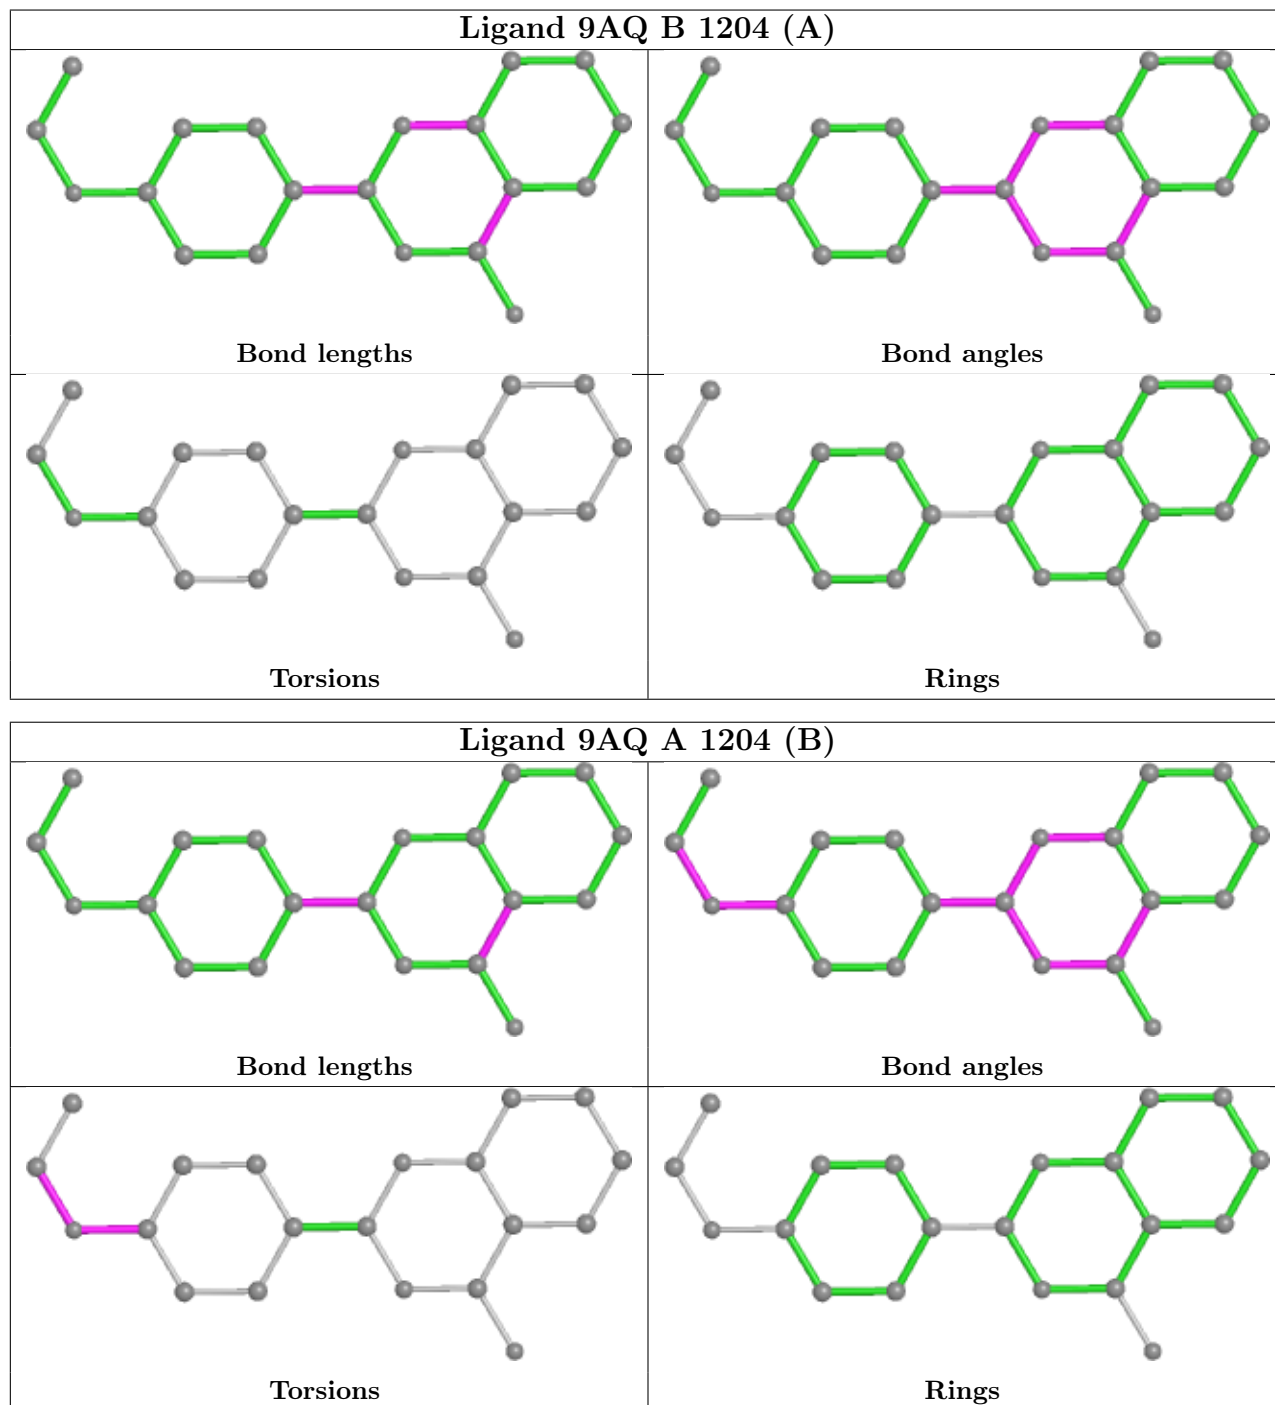 Ligand 9AQ B 1204 (A)
Bond lengths
Bond angles
Torsions
Rings
Ligand 9AQ A 1204 (B)
Bond lengths
Bond angles
Torsions
Rings